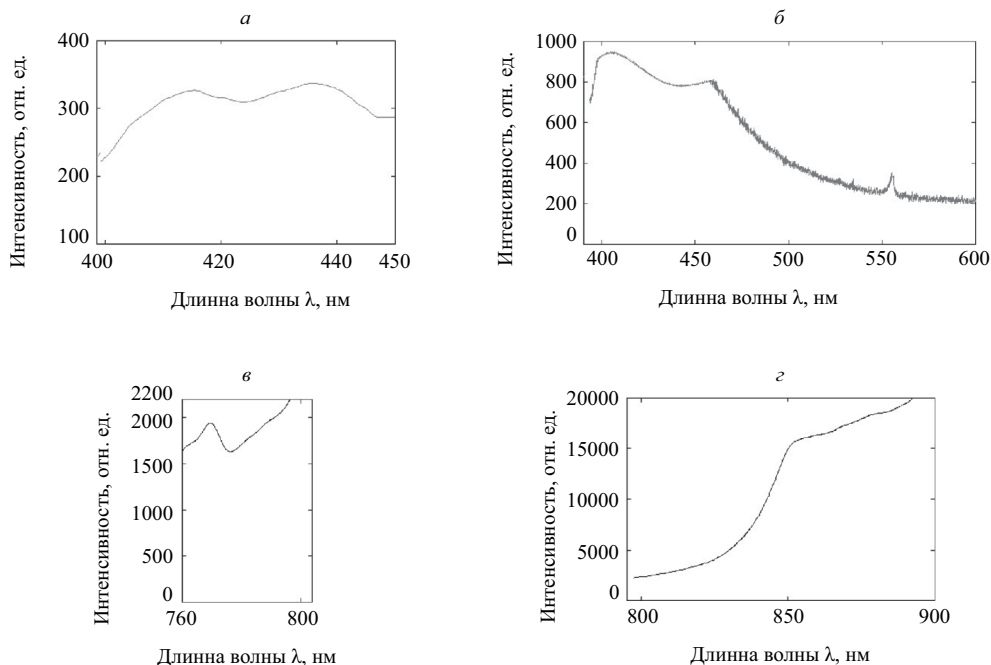 а
Интенсивность, отн. ед.
400
300
200
100
400 420 440 450
Длинна волны λ, нм
б
Интенсивность, отн. ед.
1000
800
600
400
200
0
400 450 500 550 600
Длинна волны λ, нм
в
Интенсивность, отн. ед.
2200
2000
1500
1000
500
0
760 800
Длинна волны λ, нм
г
Интенсивность, отн. ед.
20000
15000
10000
5000
0
800 850 900
Длинна волны λ, нм